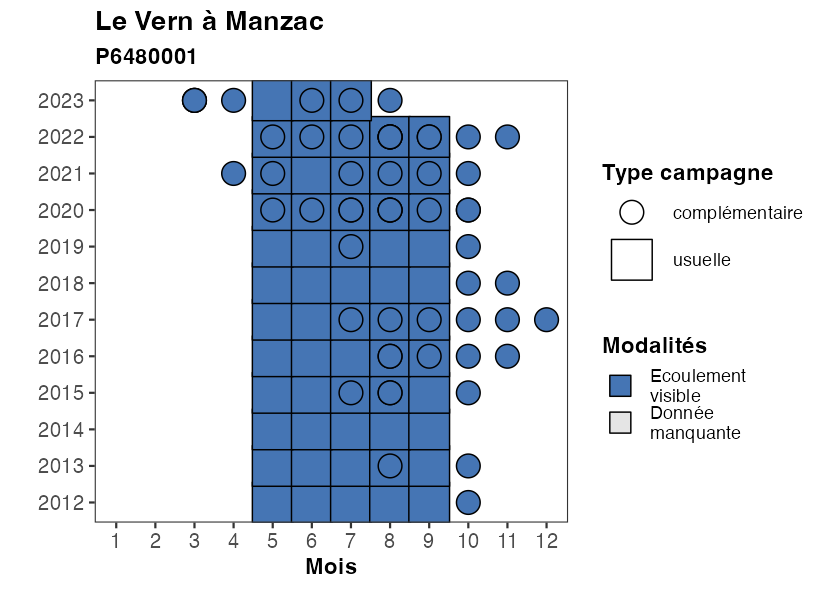 Le Vern à Manzac
P6480001
2023
2022
2021
2020
2019
2018
2017
2016
2015
2014
2013
2012
1 2 3 4 5 6 7 8 9 10 11 12
Mois
Type campagne
complémentaire
usuelle
Modalités
Ecoulement
visible
Donnée
manquante